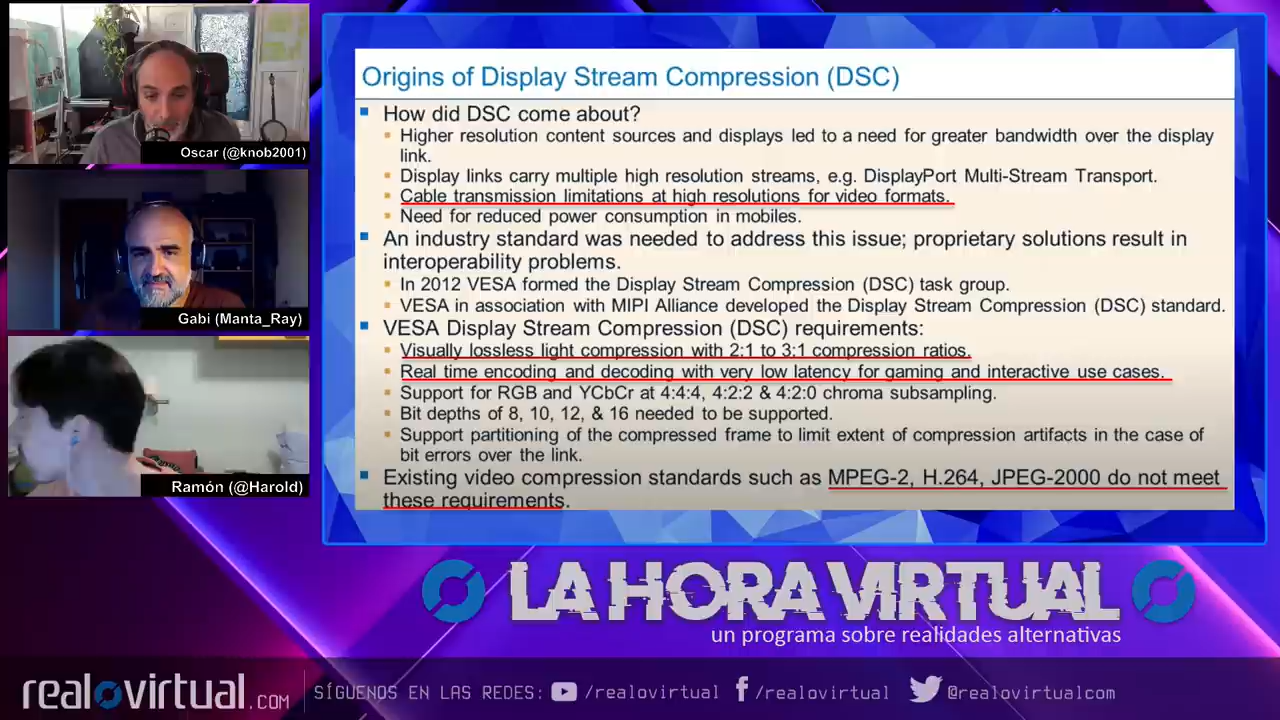 Oscar (@knob2001)
Gabi (Manta_Ray)
Ramón (@Harold)
Origins of Display Stream Compression (DSC)
How did DSC come about?
Higher resolution content sources and displays led to a need for greater bandwidth over the display
link.
Display links carry multiple high resolution streams, e.g. DisplayPort Multi-Stream Transport.
Cable transmission limitations at high resolutions for video formats.
Need for reduced power consumption in mobiles.
An industry standard was needed to address this issue; proprietary solutions result in
interoperability problems.
In 2012 VESA formed the Display Stream Compression (DSC) task group.
VESA in association with MIPI Alliance developed the Display Stream Compression (DSC) standard.
VESA Display Stream Compression (DSC) requirements:
Visually lossless light compression with 2:1 to 3:1 compression ratios.
Real time encoding and decoding with very low latency for gaming and interactive use cases.
Support for RGB and YCbCr at 4:4:4, 4:2:2 & 4:2:0 chroma subsampling.
Bit depths of 8, 10, 12, & 16 needed to be supported.
Support partitioning of the compressed frame to limit extent of compression artifacts in the case of
bit errors over the link.
Existing video compression standards such as MPEG-2, H.264, JPEG-2000 do not meet
these requirements.
LA HORA VIRTUAL
un programa sobre realidades alternativas
realovirtual.COM
SÍGUENOS EN LAS REDES: /realovirtual /realovirtual @realovirtualcom